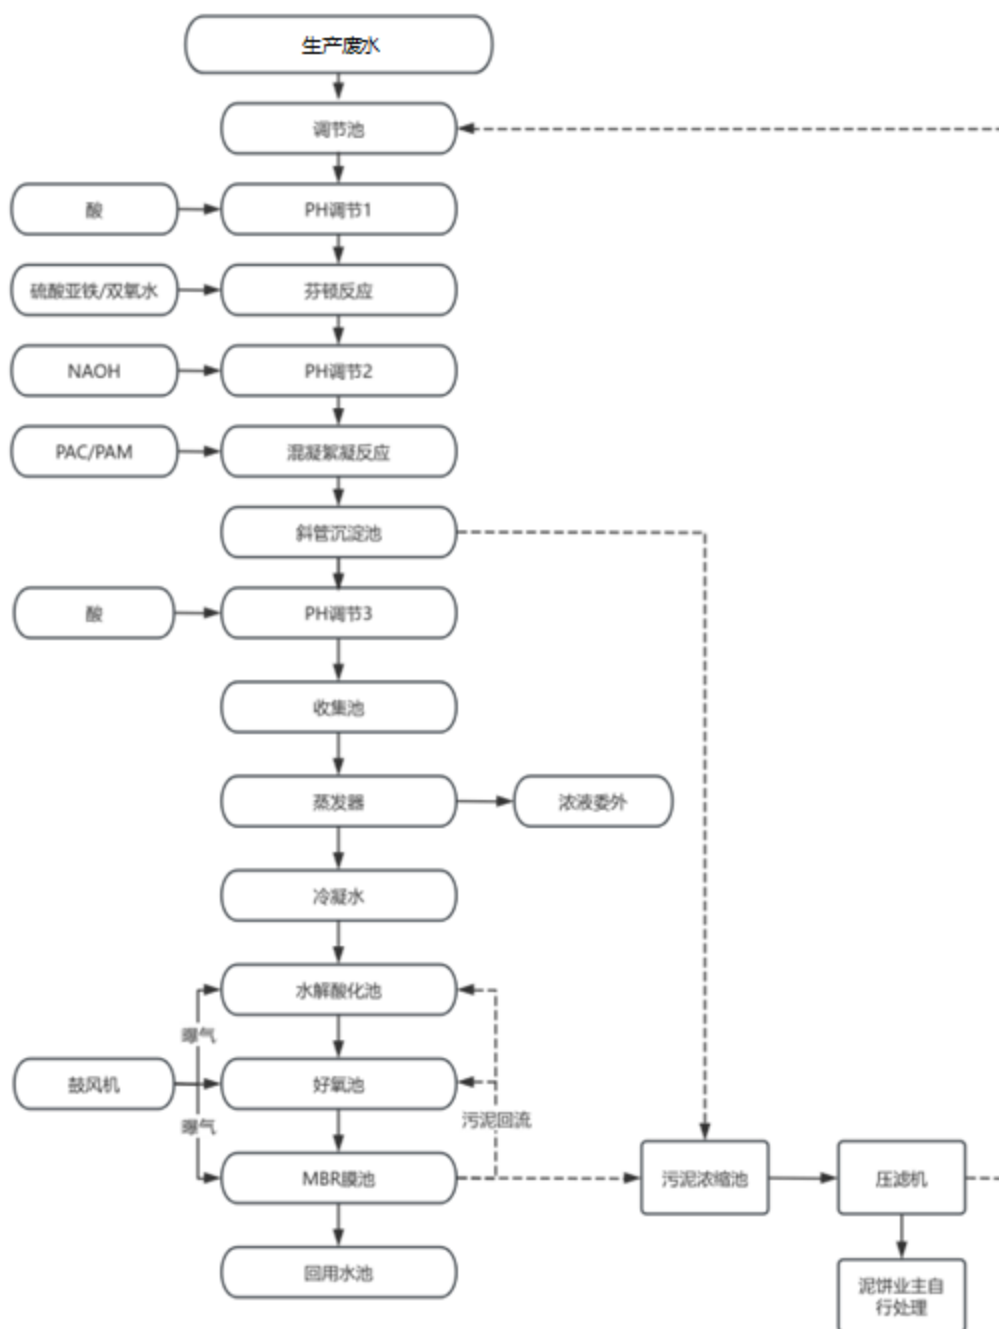 生产废水
调节池
酸
PH调节1
硫酸亚铁/双氧水
芬顿反应
NAOH
PH调节2
PAC/PAM
混凝絮凝反应
斜管沉淀池
酸
PH调节3
收集池
蒸发器
浓液委外
冷凝水
水解酸化池
曝气
鼓风机
好氧池
曝气
污泥回流
MBR膜池
污泥浓缩池
压滤机
回用水池
泥饼业主自
行处理